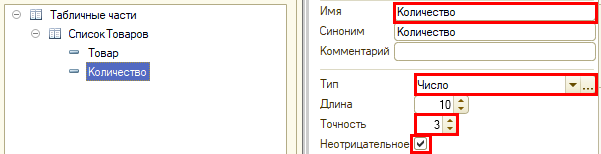 Табличные части
СписокТоваров
Товар
Количество
Имя Количество
Синоним Количество
Комментарий
Тип Число ...
Длина 10
Точность 3
Неотрицательное